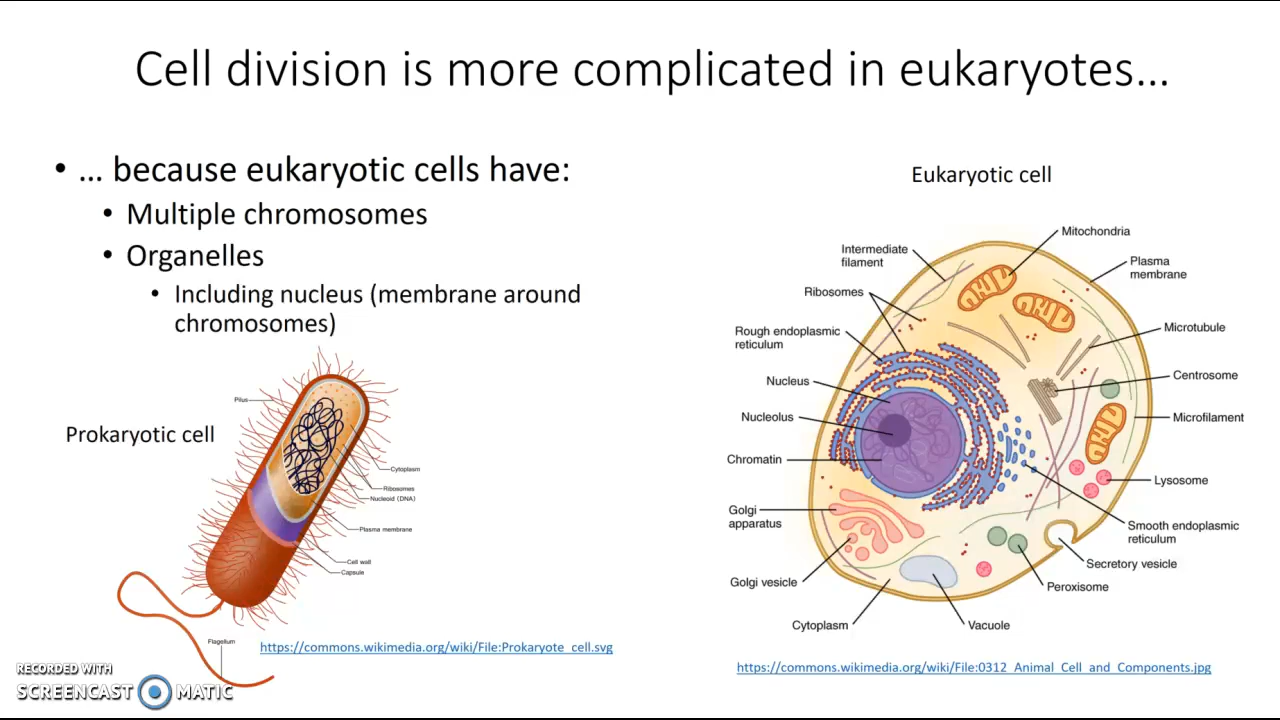 Cell division is more complicated in eukaryotes...
• ... because eukaryotic cells have:
• Multiple chromosomes
• Organelles
• Including nucleus (membrane around
chromosomes)
Prokaryotic cell
Pilus
Cytoplasm
Ribosomes
Nucleoid (DNA)
Plasma membrane
Cell wall
Capsule
Flagellum
https://commons.wikimedia.org/wiki/File:Prokaryote_cell.svg
Eukaryotic cell
Mitochondria
Intermediate
filament
Plasma
membrane
Ribosomes
Rough endoplasmic
reticulum
Microtubule
Nucleus
Centrosome
Nucleolus
Microfilament
Chromatin
Lysosome
Golgi
apparatus
Smooth endoplasmic
reticulum
Secretory vesicle
Golgi vesicle
Peroxisome
Cytoplasm
Vacuole
https://commons.wikimedia.org/wiki/File:0312_Animal_Cell_and_Components.jpg
RECORDED WITH
SCREENCAST MATIC